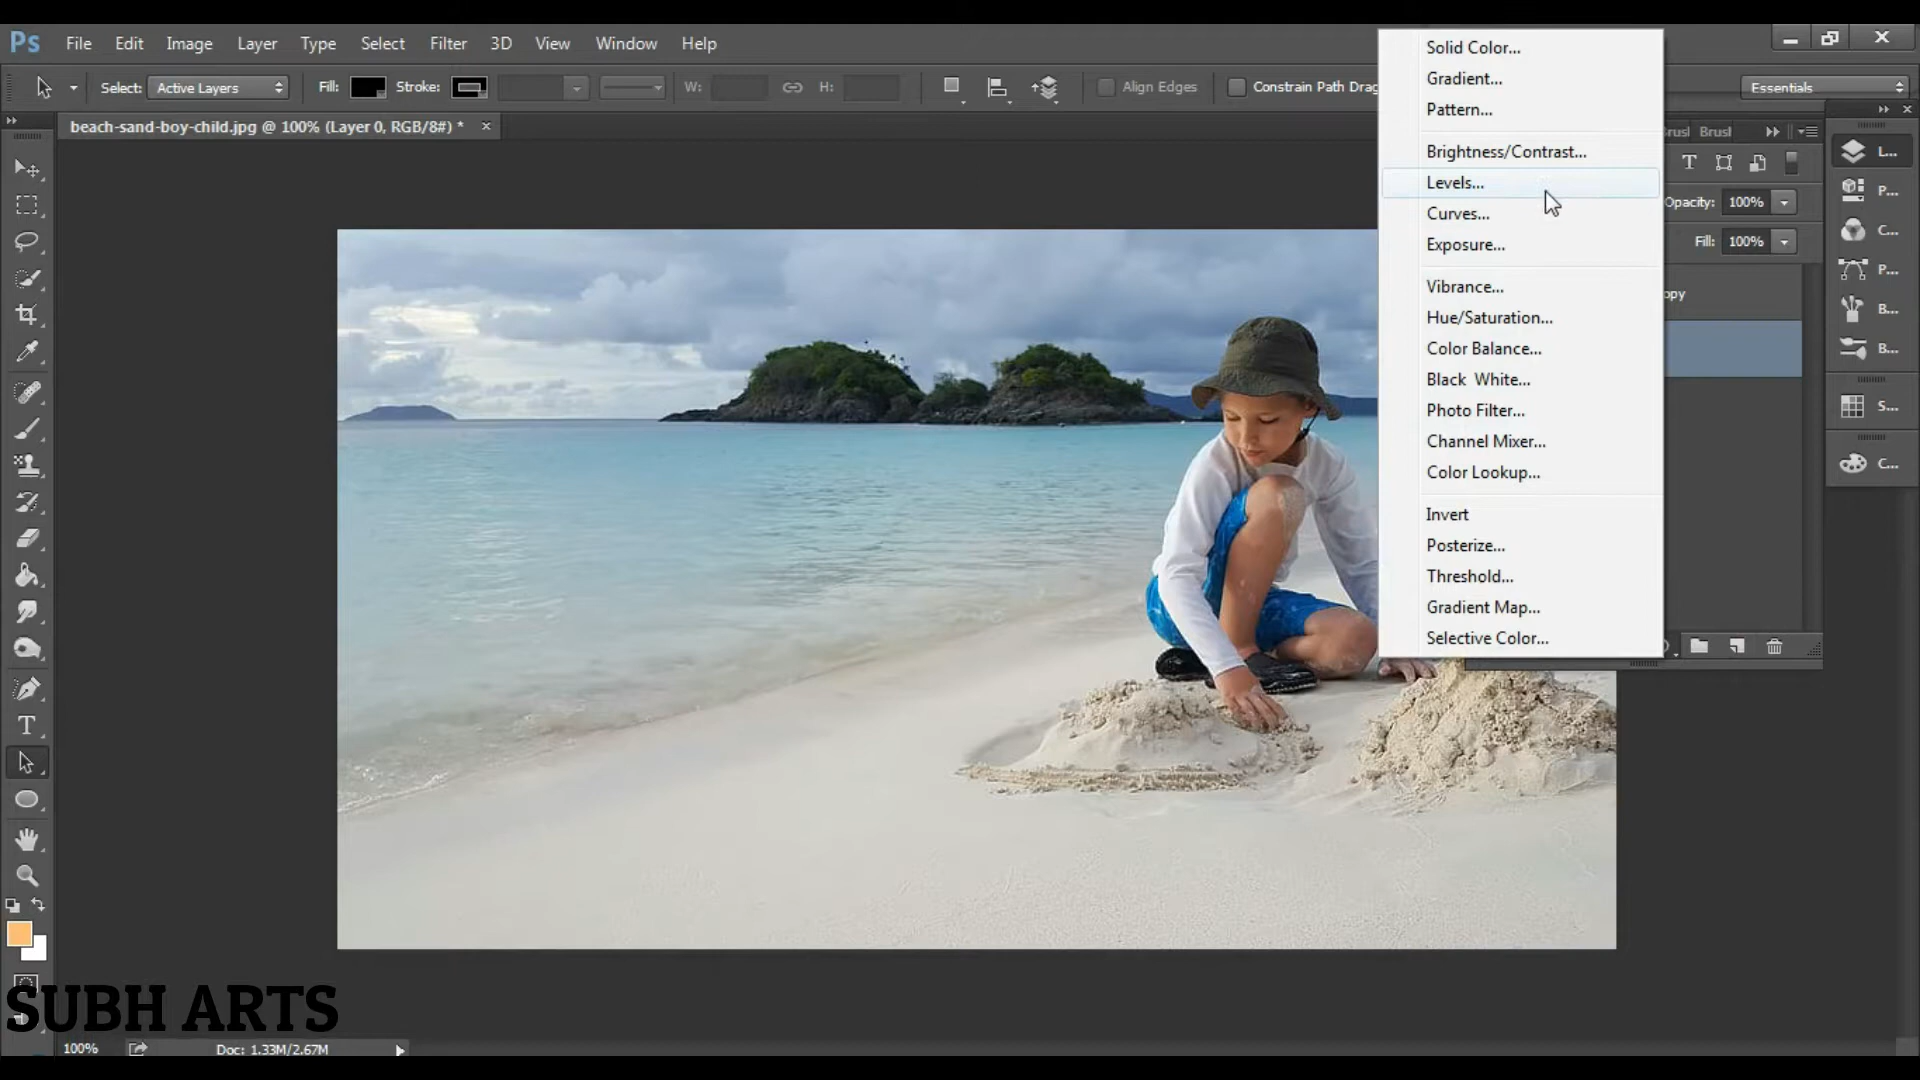 Ps File Edit Image Layer Type Select Filter 3D View Window Help
Select: Active Layers Fill: Stroke: W: H: Align Edges Constrain Path Drag Essentials
beach-sand-boy-child.jpg @ 100% (Layer 0, RGB/8#) * ×
Solid Color...
Gradient...
Pattern...
Brightness/Contrast...
Levels...
Curves...
Exposure...
Vibrance...
Hue/Saturation...
Color Balance...
Black  White...
Photo Filter...
Channel Mixer...
Color Lookup...
Invert
Posterize...
Threshold...
Gradient Map...
Selective Color...
Brusl
Opacity: 100%
Fill: 100%
opy
L...
P...
C...
P...
B...
B...
S...
C...
SUBH ARTS
100% Doc: 1.33M/2.67M